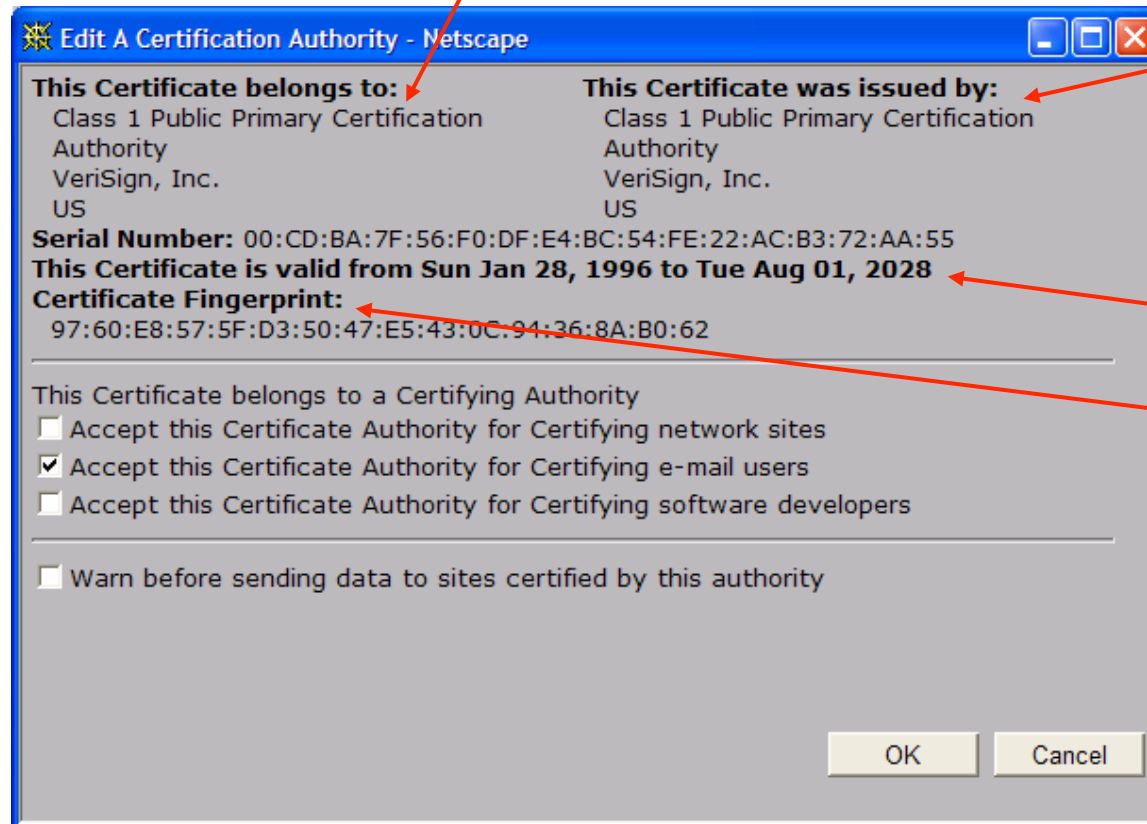 Edit A Certification Authority - Netscape
This Certificate belongs to:
Class 1 Public Primary Certification
Authority
VeriSign, Inc.
US
This Certificate was issued by:
Class 1 Public Primary Certification
Authority
VeriSign, Inc.
US
Serial Number: 00:CD:BA:7F:56:F0:DF:E4:BC:54:FE:22:AC:B3:72:AA:55
This Certificate is valid from Sun Jan 28, 1996 to Tue Aug 01, 2028
Certificate Fingerprint:
97:60:E8:57:5F:D3:50:47:E5:43:0C:94:36:8A:B0:62
This Certificate belongs to a Certifying Authority
Accept this Certificate Authority for Certifying network sites
Accept this Certificate Authority for Certifying e-mail users
Accept this Certificate Authority for Certifying software developers
Warn before sending data to sites certified by this authority
OK
Cancel